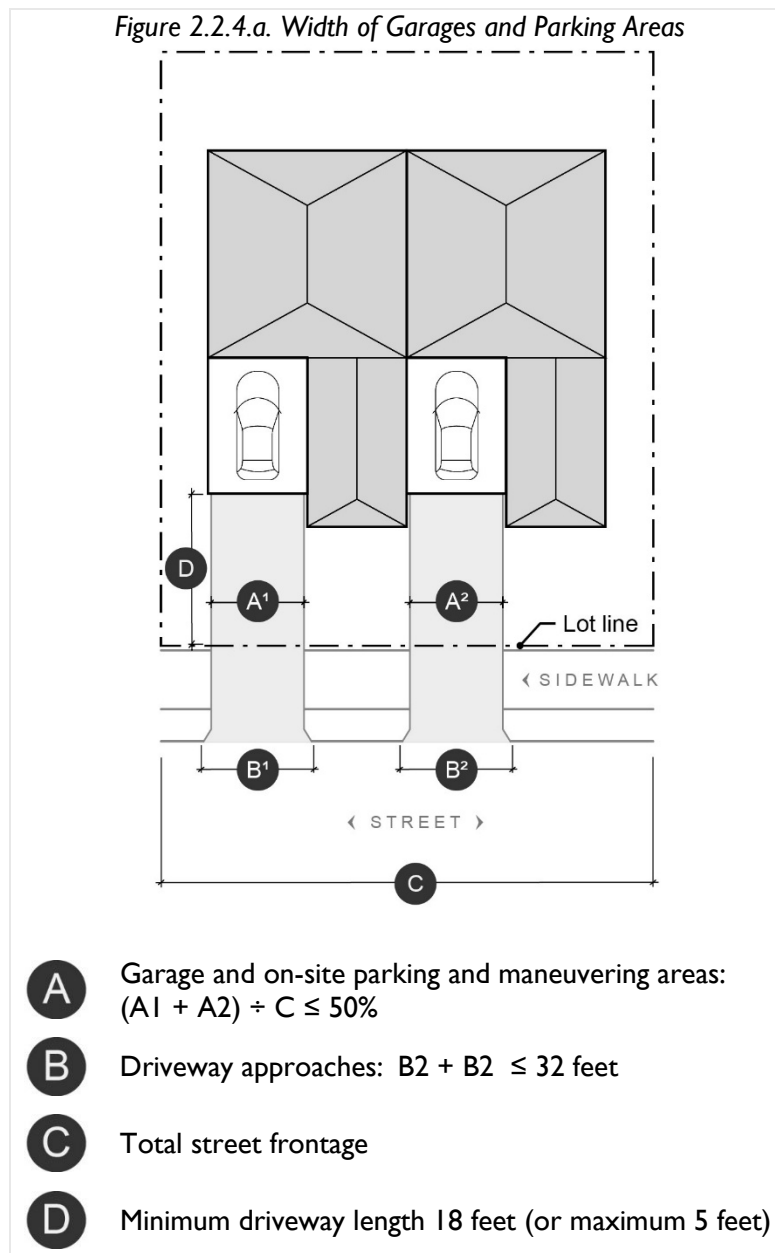 Figure 2.2.4.a. Width of Garages and Parking Areas
D
A¹
A²
Lot line
SIDEWALK
B¹
B²
STREET
C
A
Garage and on-site parking and maneuvering areas:
(A1 + A2) ÷ C ≤ 50%
B
Driveway approaches: B2 + B2 ≤ 32 feet
C
Total street frontage
D
Minimum driveway length 18 feet (or maximum 5 feet)